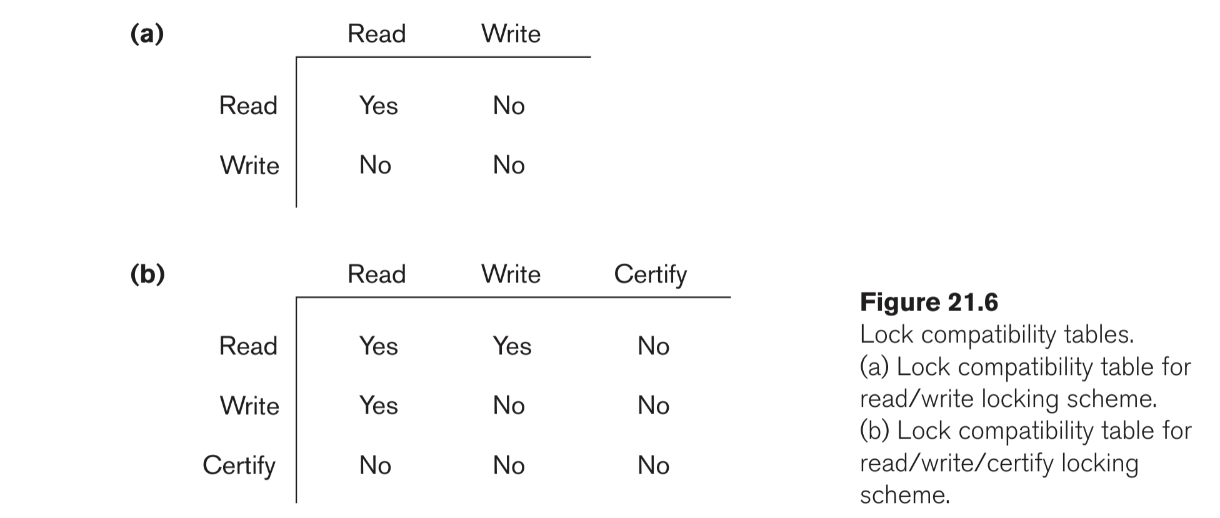 (a) Read Write
Read Yes No
Write No No
(b) Read Write Certify
Read Yes Yes No
Write Yes No No
Certify No No No
Figure 21.6
Lock compatibility tables.
(a) Lock compatibility table for
read/write locking scheme.
(b) Lock compatibility table for
read/write/certify locking
scheme.